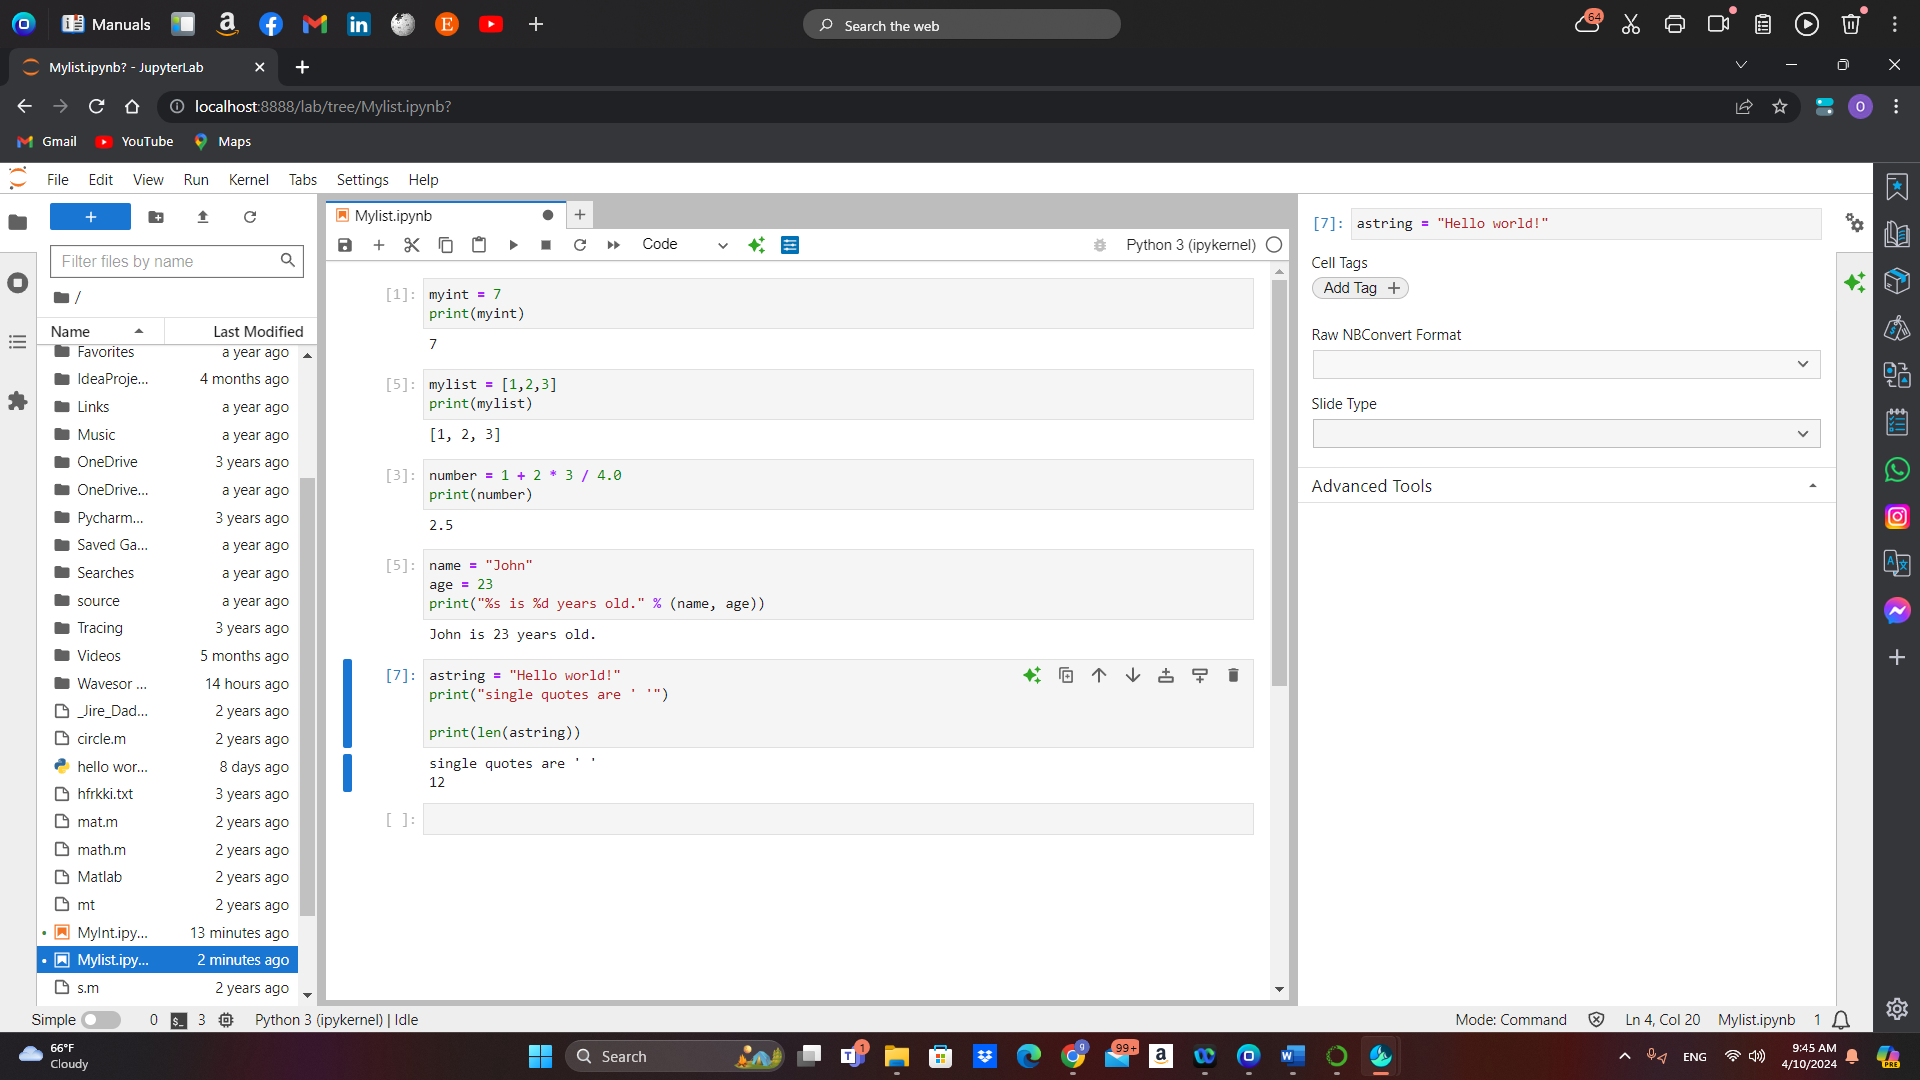 Manuals
Search the web
64
Mylist.ipynb? - JupyterLab
localhost:8888/lab/tree/Mylist.ipynb?
O
Gmail
YouTube
Maps
File Edit View Run Kernel Tabs Settings Help
Filter files by name
/
Name Last Modified
Favorites a year ago
IdeaProje... 4 months ago
Links a year ago
Music a year ago
OneDrive 3 years ago
OneDrive... a year ago
Pycharm... 3 years ago
Saved Ga... a year ago
Searches a year ago
source a year ago
Tracing 3 years ago
Videos 5 months ago
Wavesor ... 14 hours ago
_Jire_Dad... 2 years ago
circle.m 2 years ago
hello wor... 8 days ago
hfrkki.txt 3 years ago
mat.m 2 years ago
math.m 2 years ago
Matlab 2 years ago
mt 2 years ago
MyInt.ipy... 13 minutes ago
Mylist.ipy... 2 minutes ago
s.m 2 years ago
Mylist.ipynb
Code
Python 3 (ipykernel)
[1]: myint = 7
print(myint)
7
[5]: mylist = [1,2,3]
print(mylist)
[1, 2, 3]
[3]: number = 1 + 2 * 3 / 4.0
print(number)
2.5
[5]: name = "John"
age = 23
print("%s is %d years old." % (name, age))
John is 23 years old.
[7]: astring = "Hello world!"
print("single quotes are ' '")
print(len(astring))
single quotes are ' '
12
[ ]:
[7]: astring = "Hello world!"
Cell Tags
Add Tag +
Raw NBConvert Format
Slide Type
Advanced Tools
Simple 0 3 Python 3 (ipykernel) | Idle
Mode: Command Ln 4, Col 20 Mylist.ipynb 1
66°F
Cloudy
Search
1
9
99+
ENG
9:45 AM
4/10/2024
PRE